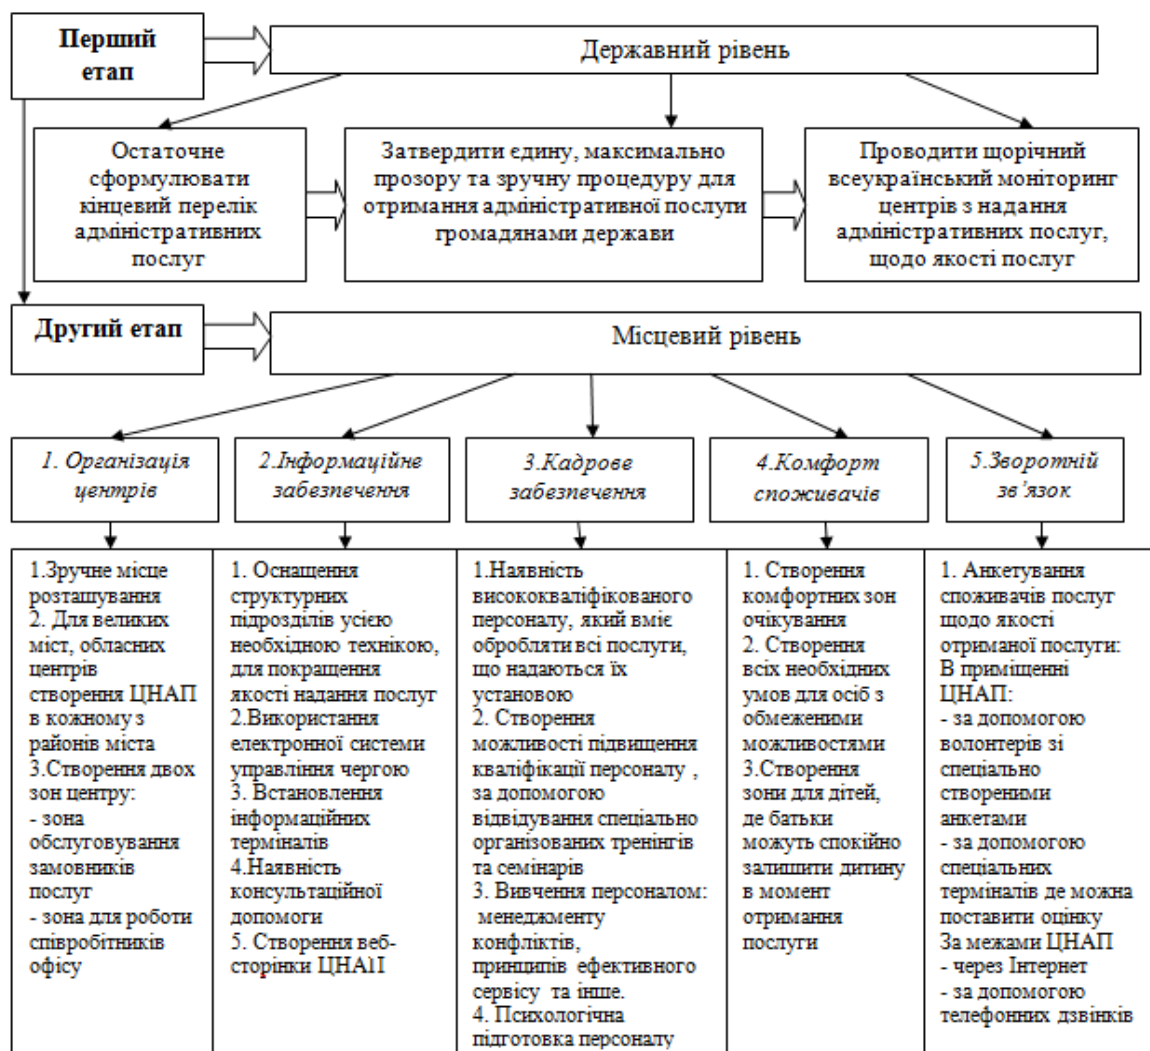 Перший
етап
Державний рівень
Остаточне
сформулювати
кінцевий перелік
адміністративних
послуг
Затвердити єдину, максимально
прозору та зручну процедуру для
отримання адміністративної послуги
громадянами держави
Проводити щорічний
всеукраїнський моніторинг
центрів з надання
адміністративних послуг,
щодо якості послуг
Другий етап
Місцевий рівень
1. Організація
центрів
2.Інформаційне
забезпечення
3.Кадрове
забезпечення
4.Комфорт
споживачів
5.Зворотній
зв’язок
1.Зручне місце
розташування
2. Для великих
міст, обласних
центрів
створення ЦНАП
в кожному з
районів міста
3.Створення двох
зон центру:
- зона
обслуговування
замовників
послуг
- зона для роботи
співробітників
офісу
1. Оснащення
структурних
підрозділів усією
необхідною технікою,
для покращення
якості надання послуг
2.Використання
електронної системи
управління чергою
3. Встановлення
інформаційних
терміналів
4.Наявність
консультаційної
допомоги
5. Створення веб-
сторінки ЦНАП
1.Наявність
висококваліфікованого
персоналу, який вміє
обробляти всі послуги,
що надаються їх
установою
2. Створення
можливості підвищення
кваліфікації персоналу ,
за допомогою
відвідування спеціально
організованих тренінгів
та семінарів
3. Вивчення персоналом:
менеджменту
конфліктів,
принципів ефективного
сервісу та інше.
4. Психологічна
підготовка персоналу
1. Створення
комфортних зон
очікування
2. Створення
всіх необхідних
умов для осіб з
обмеженими
можливостями
3.Створення
зони для дітей,
де батьки
можуть спокійно
залишити дитину
в момент
отримання
послуги
1. Анкетування
споживачів послуг
щодо якості
отриманої послуги:
В приміщенні
ЦНАП:
- за допомогою
волонтерів зі
спеціально
створеними
анкетами
- за допомогою
спеціальних
терміналів де можна
поставити оцінку
За межами ЦНАП
- через Інтернет
- за допомогою
телефонних дзвінків